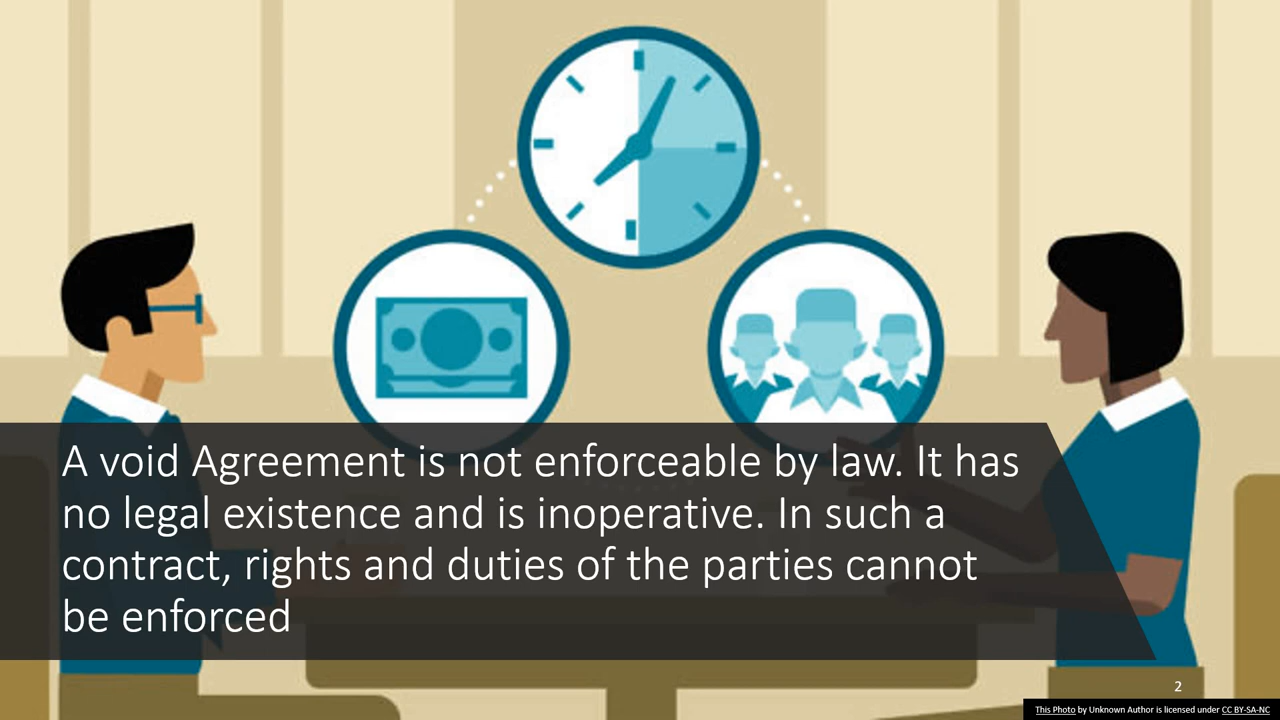 A void Agreement is not enforceable by law. It has
no legal existence and is inoperative. In such a
contract, rights and duties of the parties cannot
be enforced
2
This Photo by Unknown Author is licensed under CC BY-SA-NC